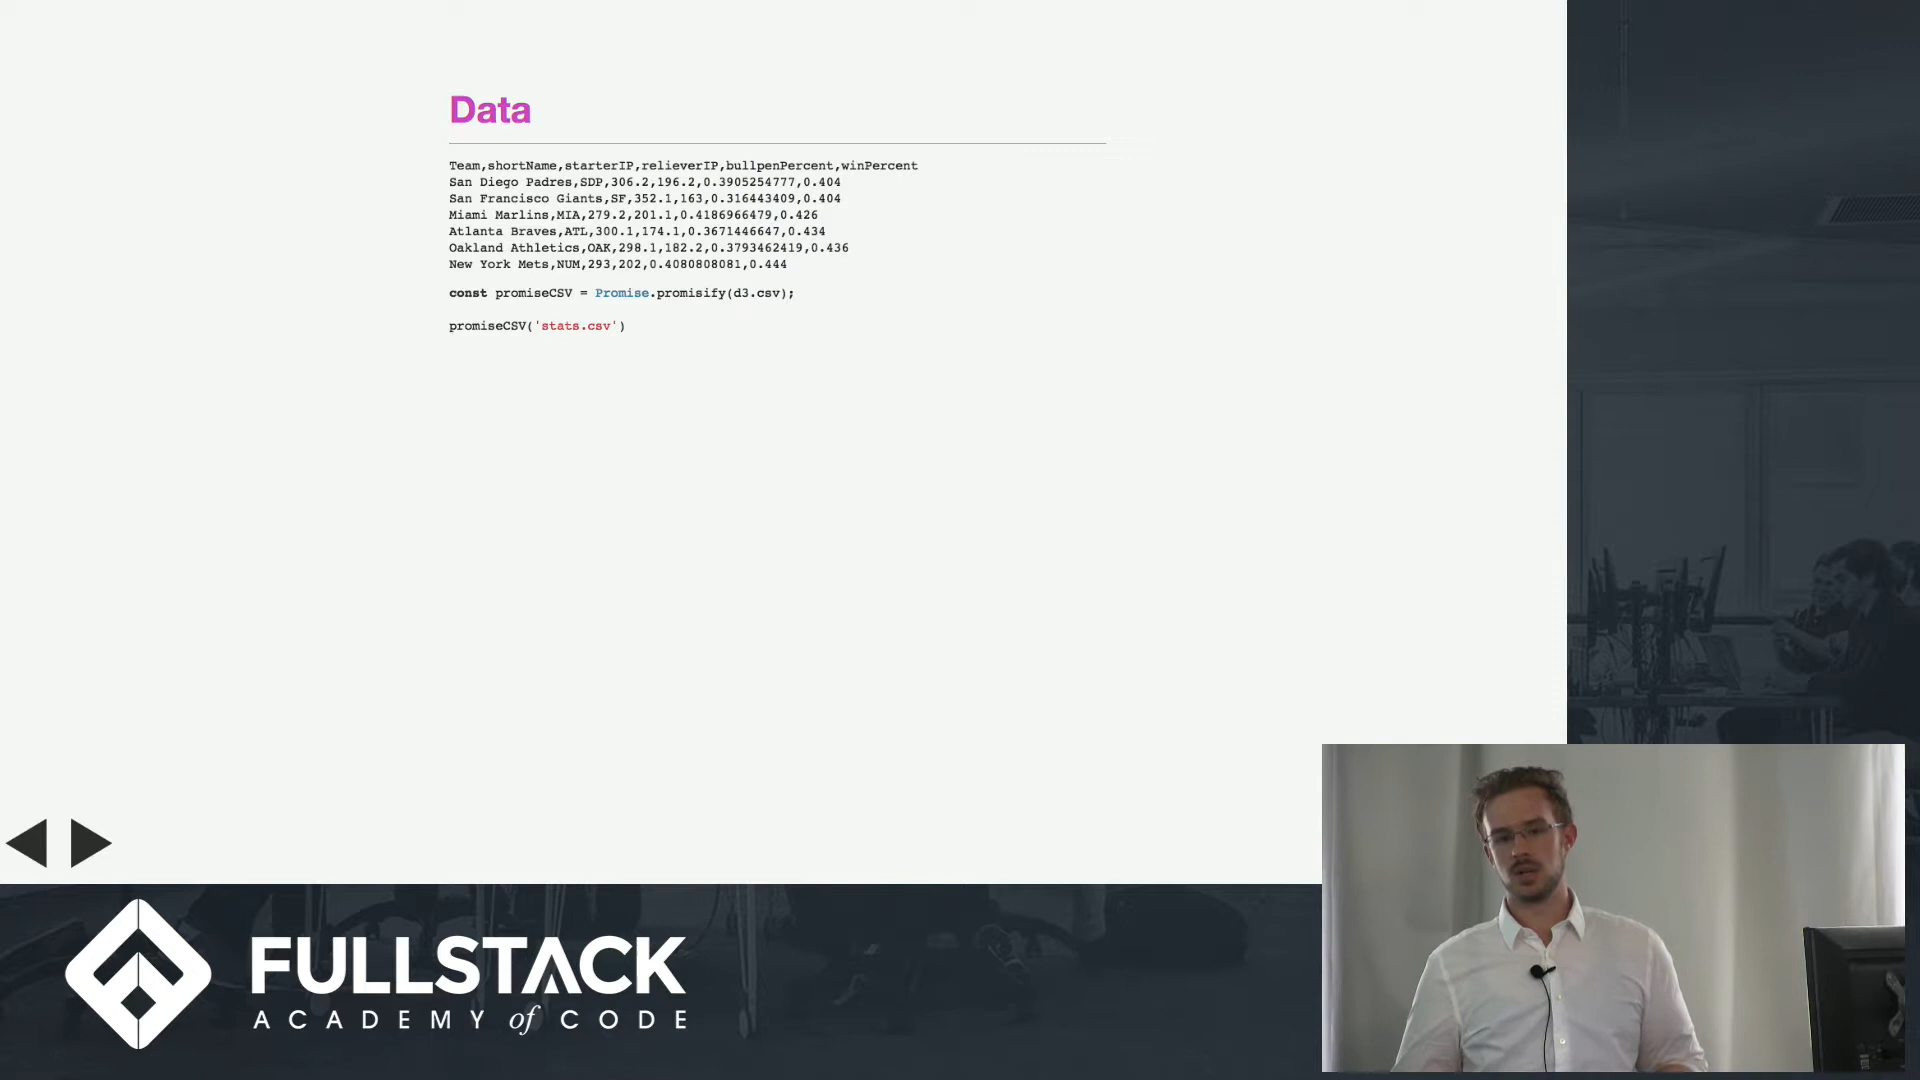 Data
Team,shortName,starterIP,relieverIP,bullpenPercent,winPercent
San Diego Padres,SDP,306.2,196.2,0.3905254777,0.404
San Francisco Giants,SF,352.1,163,0.316443409,0.404
Miami Marlins,MIA,279.2,201.1,0.4186966479,0.426
Atlanta Braves,ATL,300.1,174.1,0.3671446647,0.434
Oakland Athletics,OAK,298.1,182.2,0.3793462419,0.436
New York Mets,NUM,293,202,0.4080808081,0.444
const promiseCSV = Promise.promisify(d3.csv);
promiseCSV('stats.csv')
FULLSTACK
ACADEMY of CODE